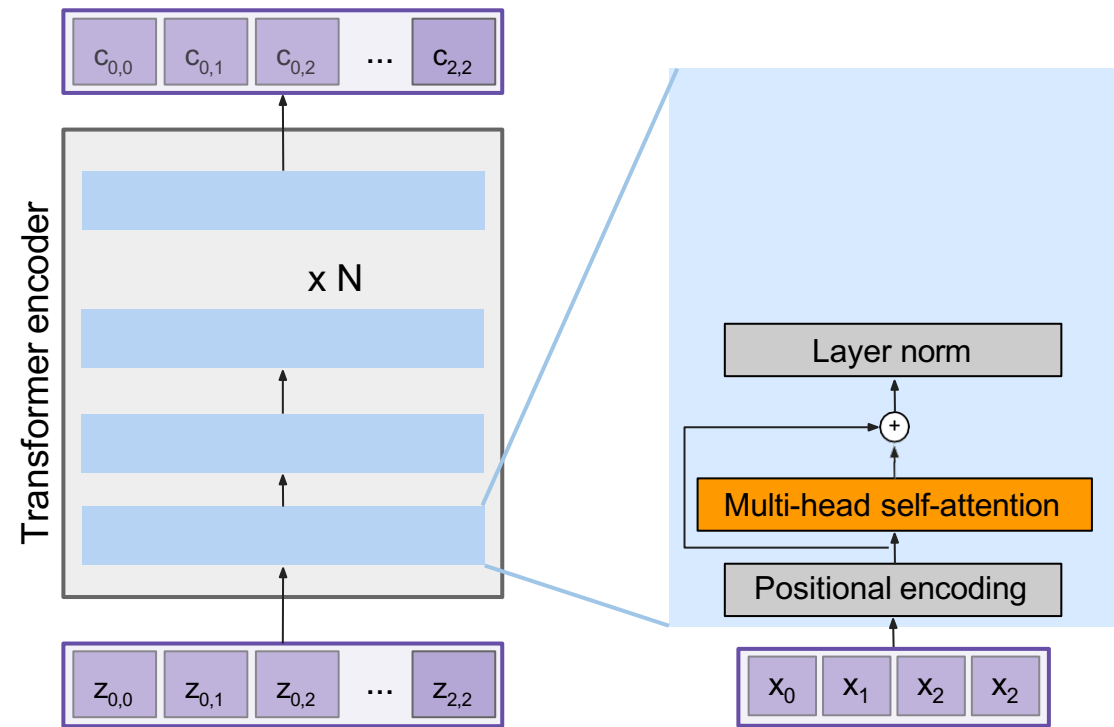 c0,0 c0,1 c0,2 ... c2,2
Transformer encoder
x N
z0,0 z0,1 z0,2 ... z2,2
Layer norm
+
Multi-head self-attention
Positional encoding
x0 x1 x2 x2